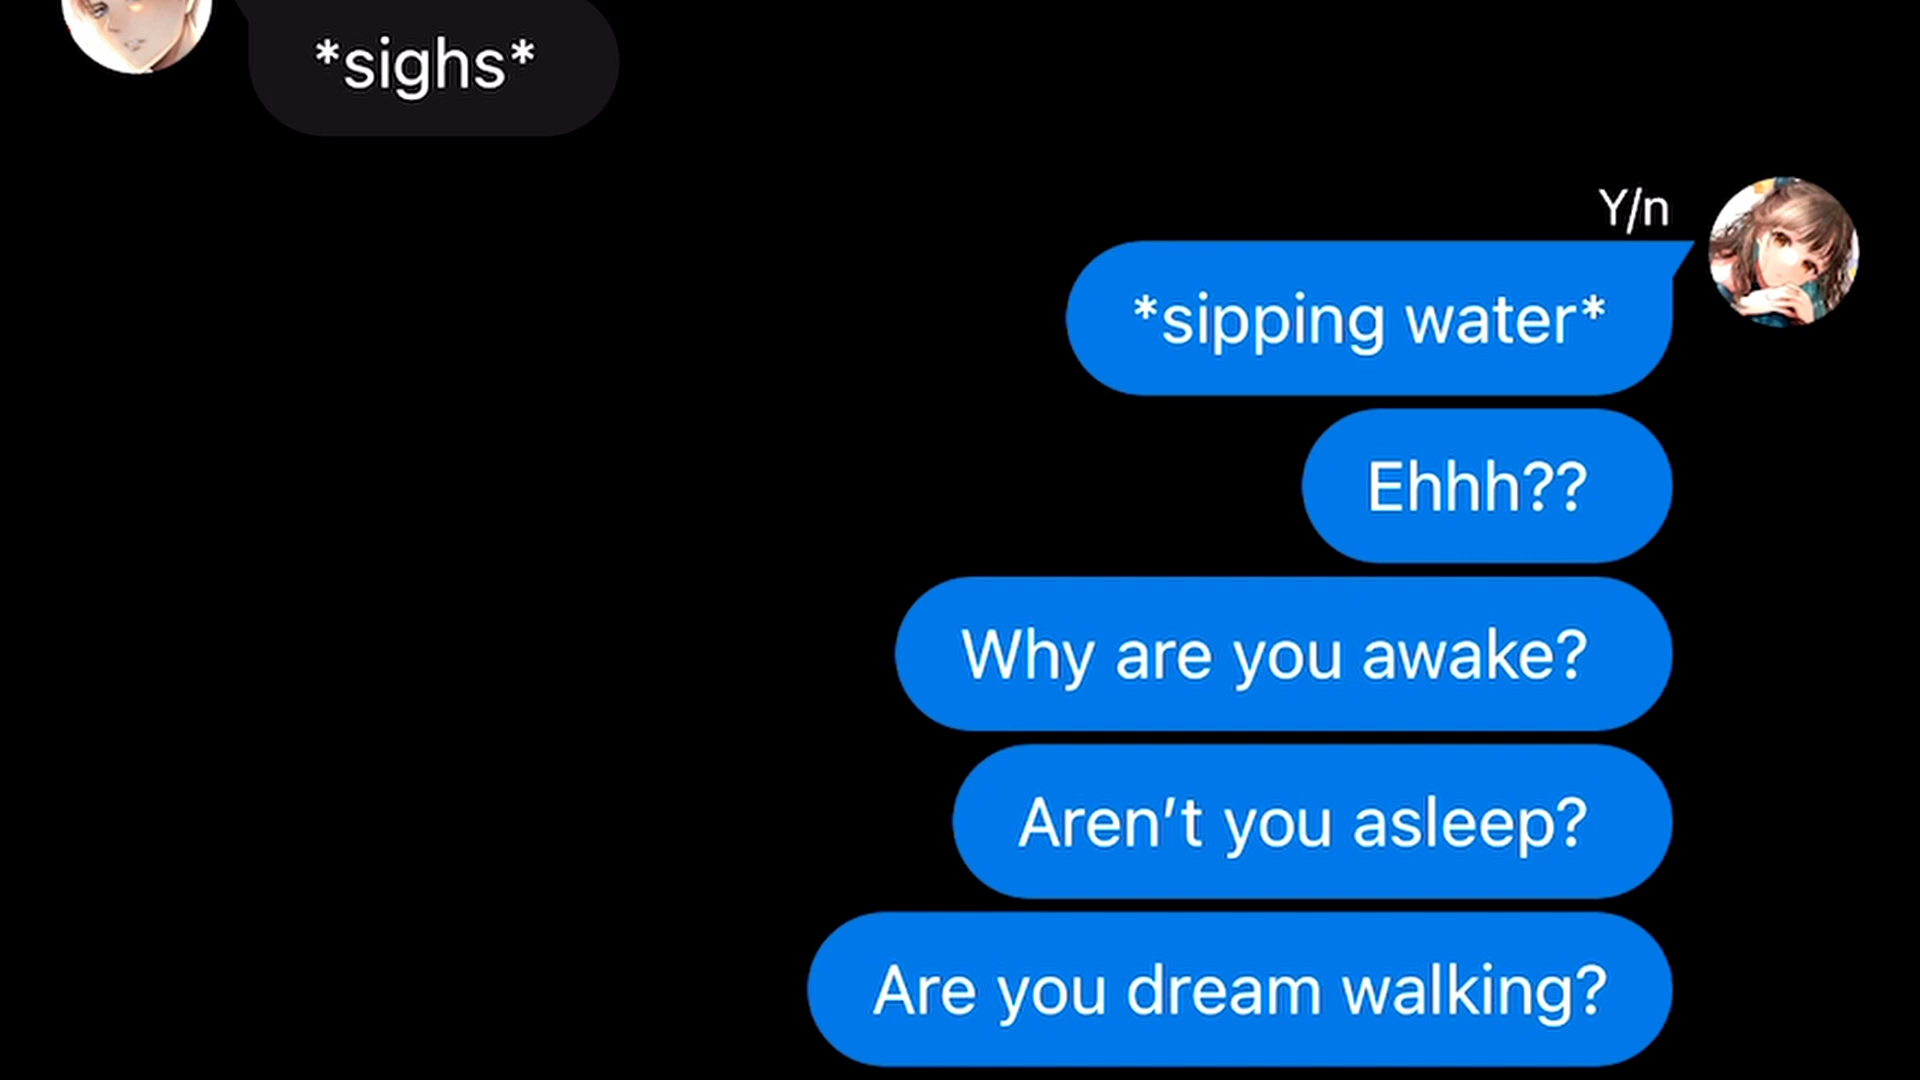 *sighs*
Y/n
*sipping water*
Ehhh??
Why are you awake?
Aren’t you asleep?
Are you dream walking?